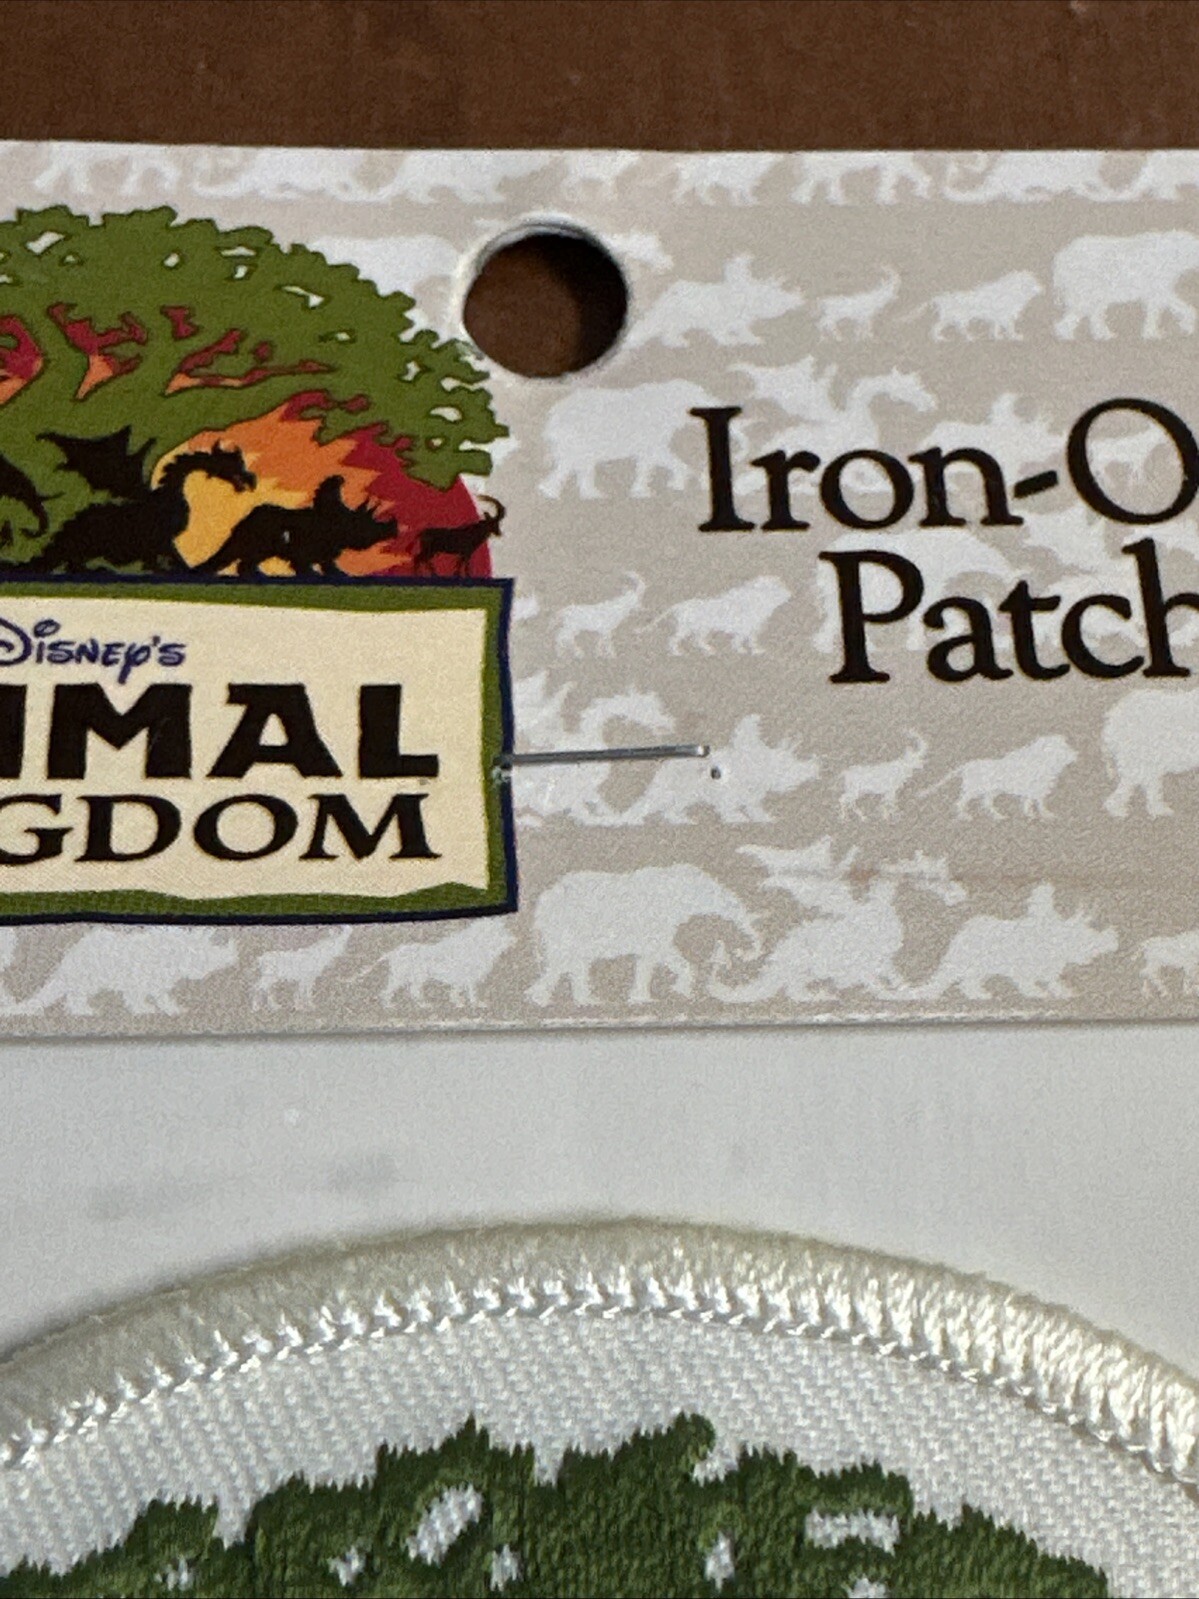 Disney's
IMAL
GDOM
Iron-O
Patch